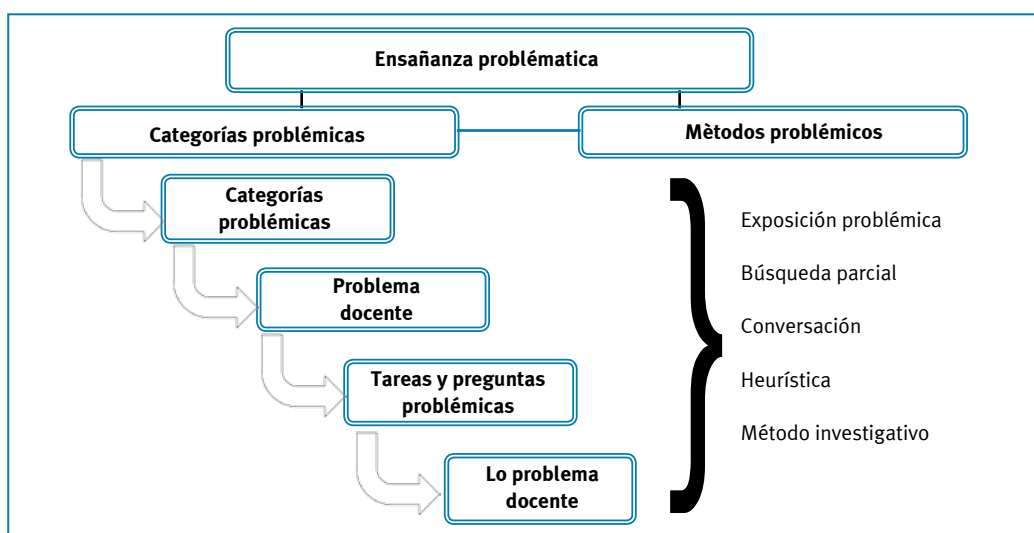 Ensañanza problématica
Categorías problémicas
Mètodos problémicos
Categorías
problémicas
Problema
docente
Tareas y preguntas
problémicas
Lo problema
docente
Exposición problémica
Búsqueda parcial
Conversación
Heurística
Método investigativo